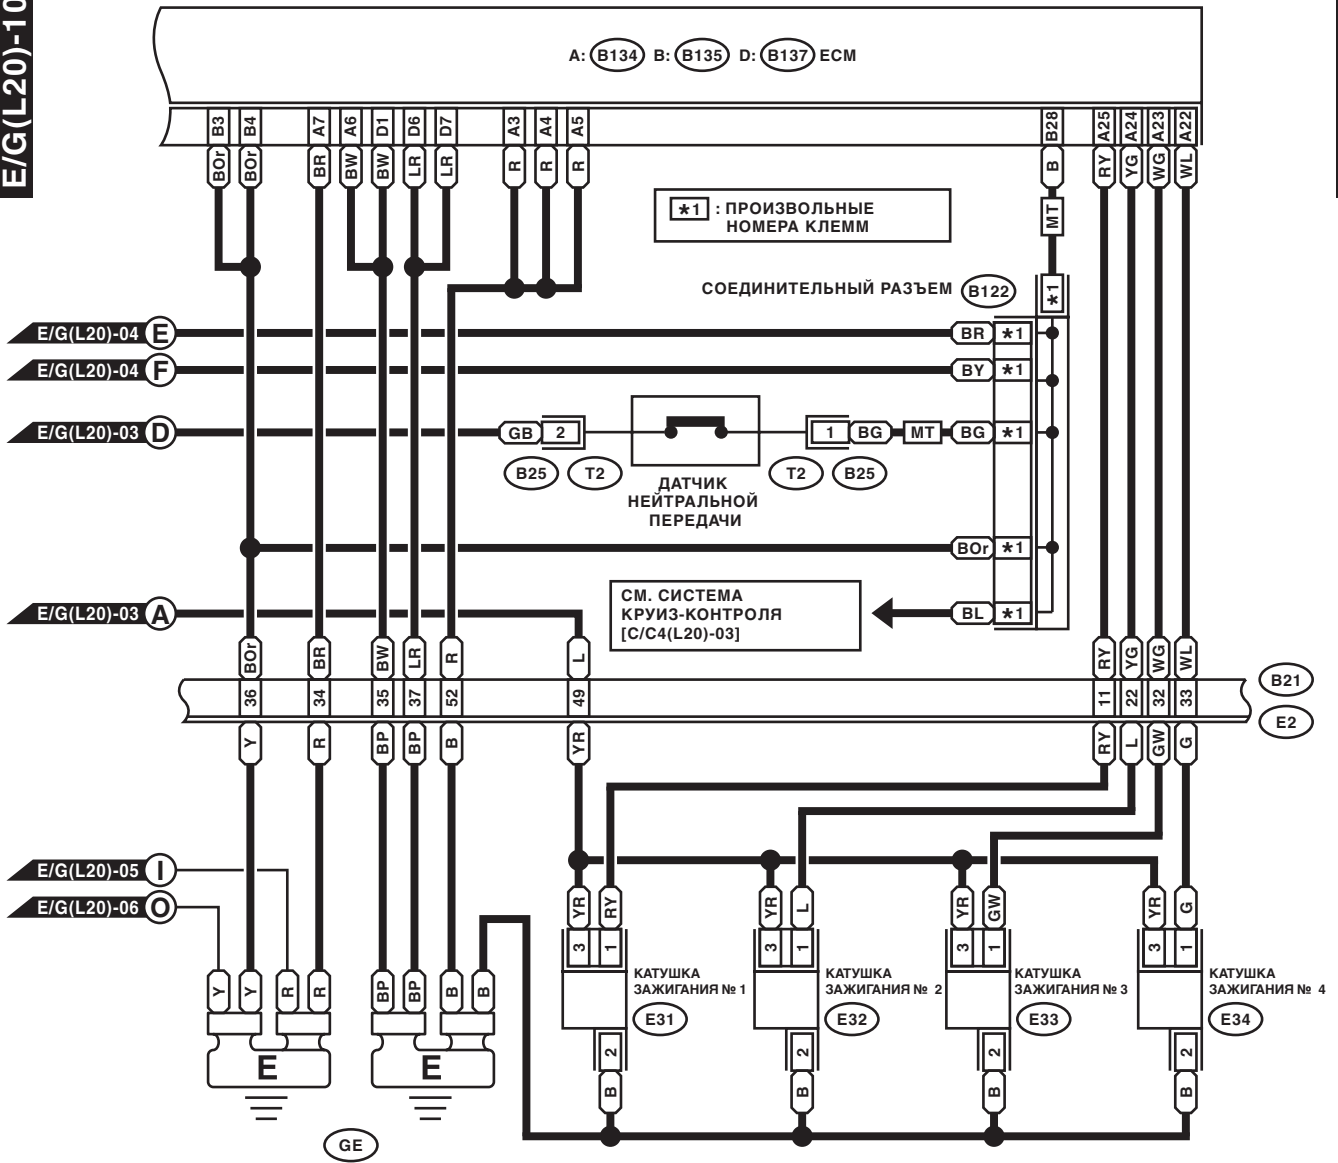 E/G(L20)-10
A: B134 B: B135 D: B137 ECM
B3 B4 A7 A6 D1 D6 D7 A3 A4 A5 B28 A25 A24 A23 A22
BOr BOr BR BW BW LR LR R R R B RY YG WG WL
MT
*1 : ПРОИЗВОЛЬНЫЕ
НОМЕРА КЛЕММ
СОЕДИНИТЕЛЬНЫЙ РАЗЪЕМ B122 *1
E/G(L20)-04 E BR *1
E/G(L20)-04 F BY *1
E/G(L20)-03 D GB 2 1 BG MT BG *1
B25 T2 T2 B25
ДАТЧИК
НЕЙТРАЛЬНОЙ
ПЕРЕДАЧИ
BOr *1
E/G(L20)-03 A BL *1
СМ. СИСТЕМА
КРУИЗ-КОНТРОЛЯ
[C/C4(L20)-03]
BOr BR BW LR R L RY YG WG WL
36 34 35 37 52 49 11 22 32 33
B21
E2
Y R BP BP B YR RY L GW G
E/G(L20)-05 I
E/G(L20)-06 O
YR RY YR L YR GW YR G
3 1 3 1 3 1 3 1
Y Y R R BP BP B B
КАТУШКА
ЗАЖИГАНИЯ № 1
E31
КАТУШКА
ЗАЖИГАНИЯ № 2
E32
КАТУШКА
ЗАЖИГАНИЯ № 3
E33
КАТУШКА
ЗАЖИГАНИЯ № 4
E34
2 2 2 2
E E
B B B B
GE